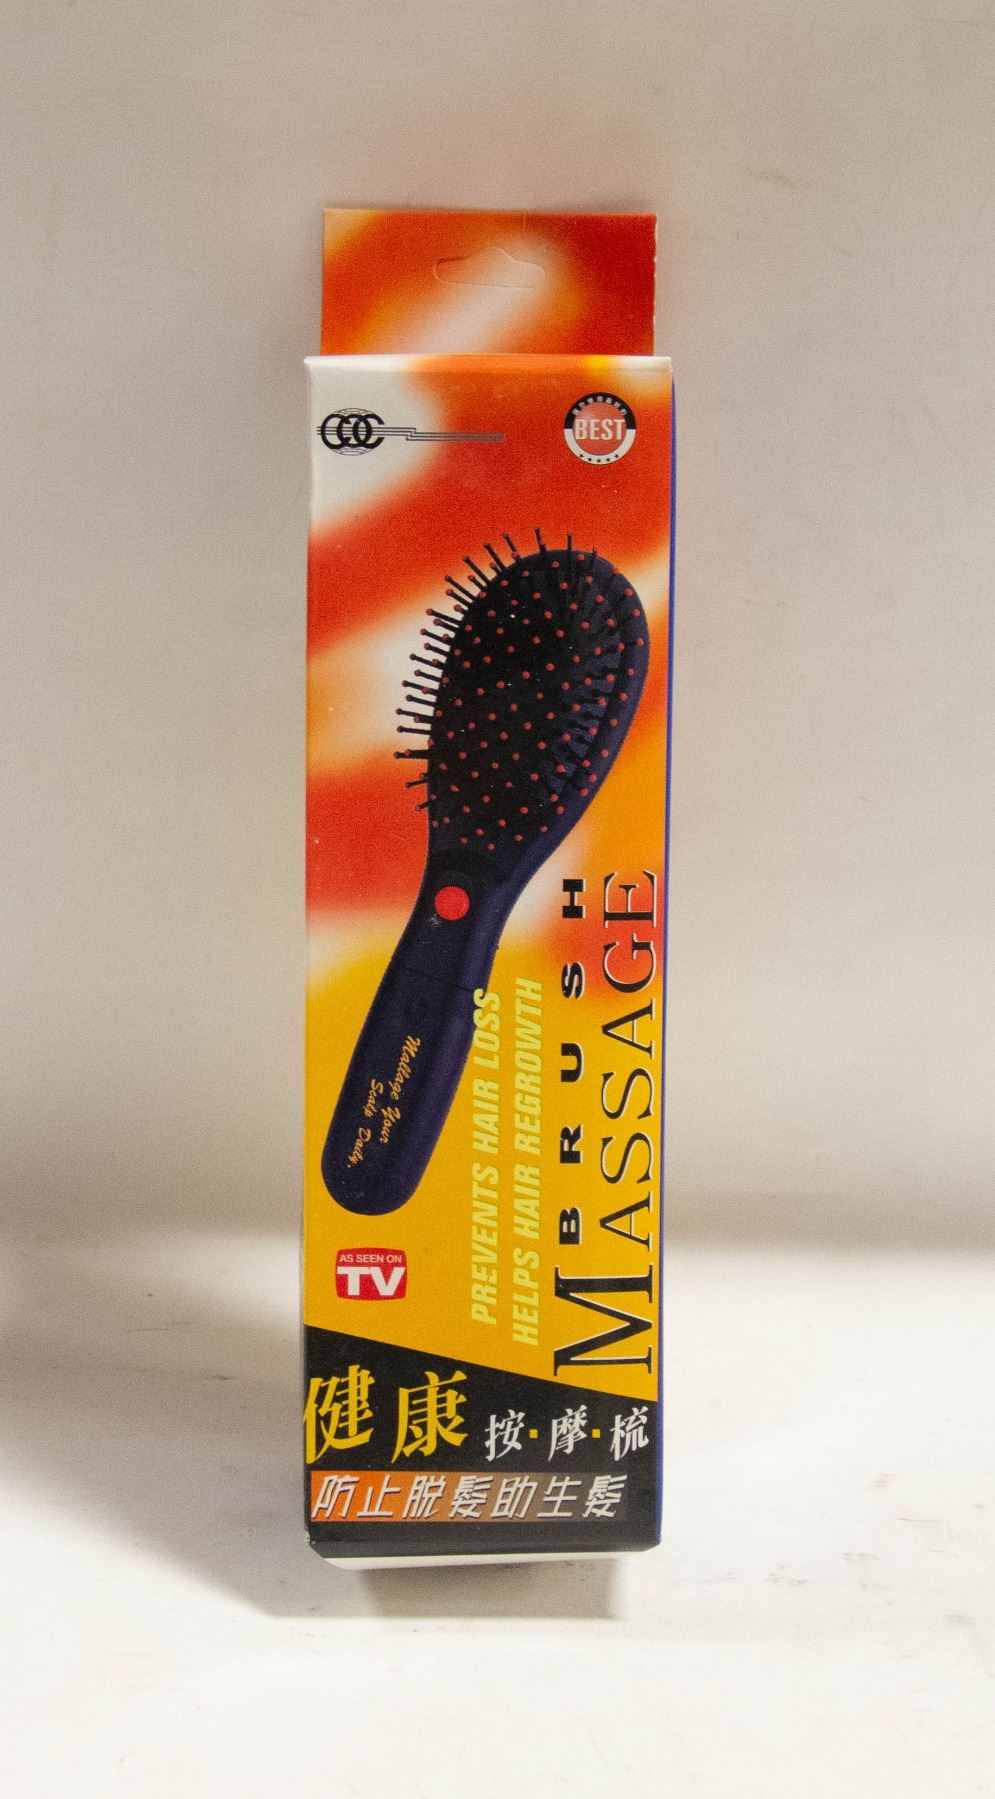 BEST
Mallage Your
Scalp Daily.
PREVENTS HAIR LOSS
HELPS HAIR REGROWTH
BRUSH
MASSAGE
AS SEEN ON
TV
健康按·摩·梳
防止脫髮助生髮